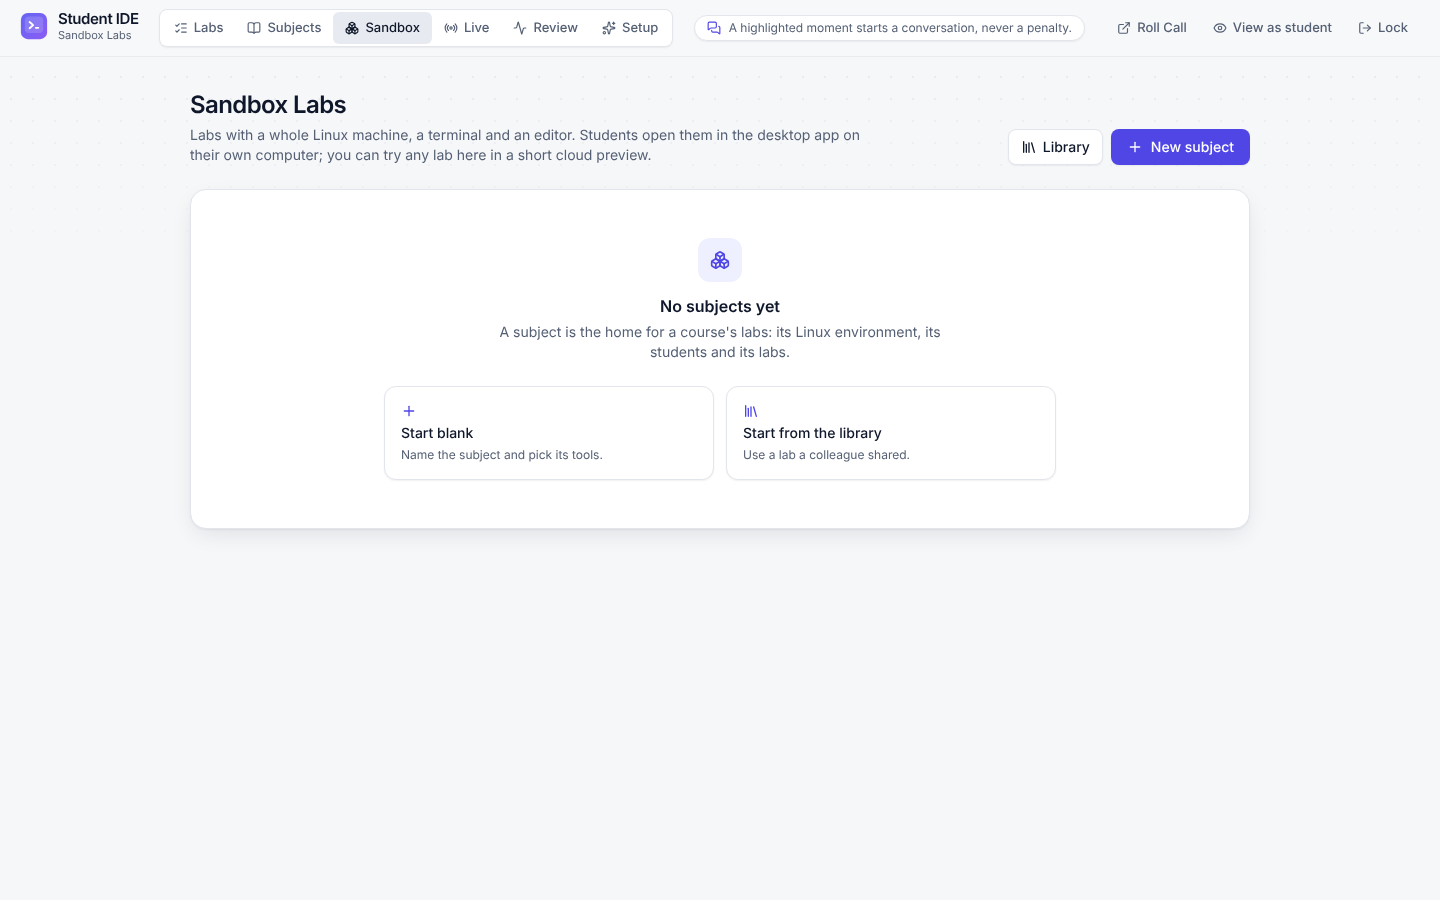 Student IDE
Sandbox Labs
Labs
Subjects
Sandbox
Live
Review
Setup
A highlighted moment starts a conversation, never a penalty.
Roll Call
View as student
Lock
Sandbox Labs
Labs with a whole Linux machine, a terminal and an editor. Students open them in the desktop app on
their own computer; you can try any lab here in a short cloud preview.
Library
New subject
No subjects yet
A subject is the home for a course's labs: its Linux environment, its
students and its labs.
Start blank
Name the subject and pick its tools.
Start from the library
Use a lab a colleague shared.